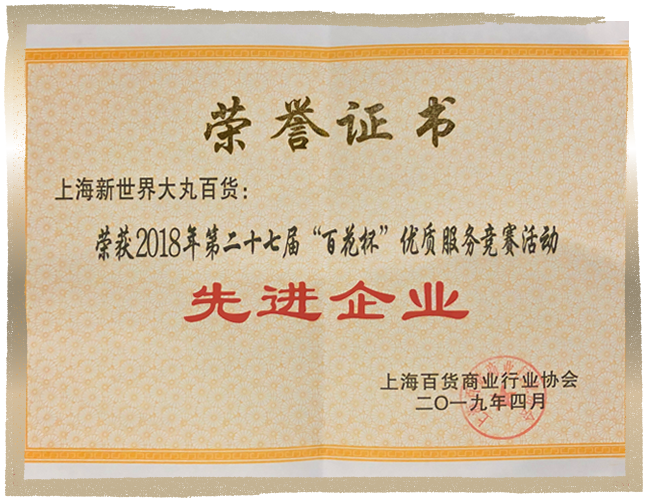 荣誉证书
上海新世界大丸百货：
荣获2018年第二十七届“百花杯”优质服务竞赛活动
先进企业
上海百货商业行业协会
二〇一九年四月